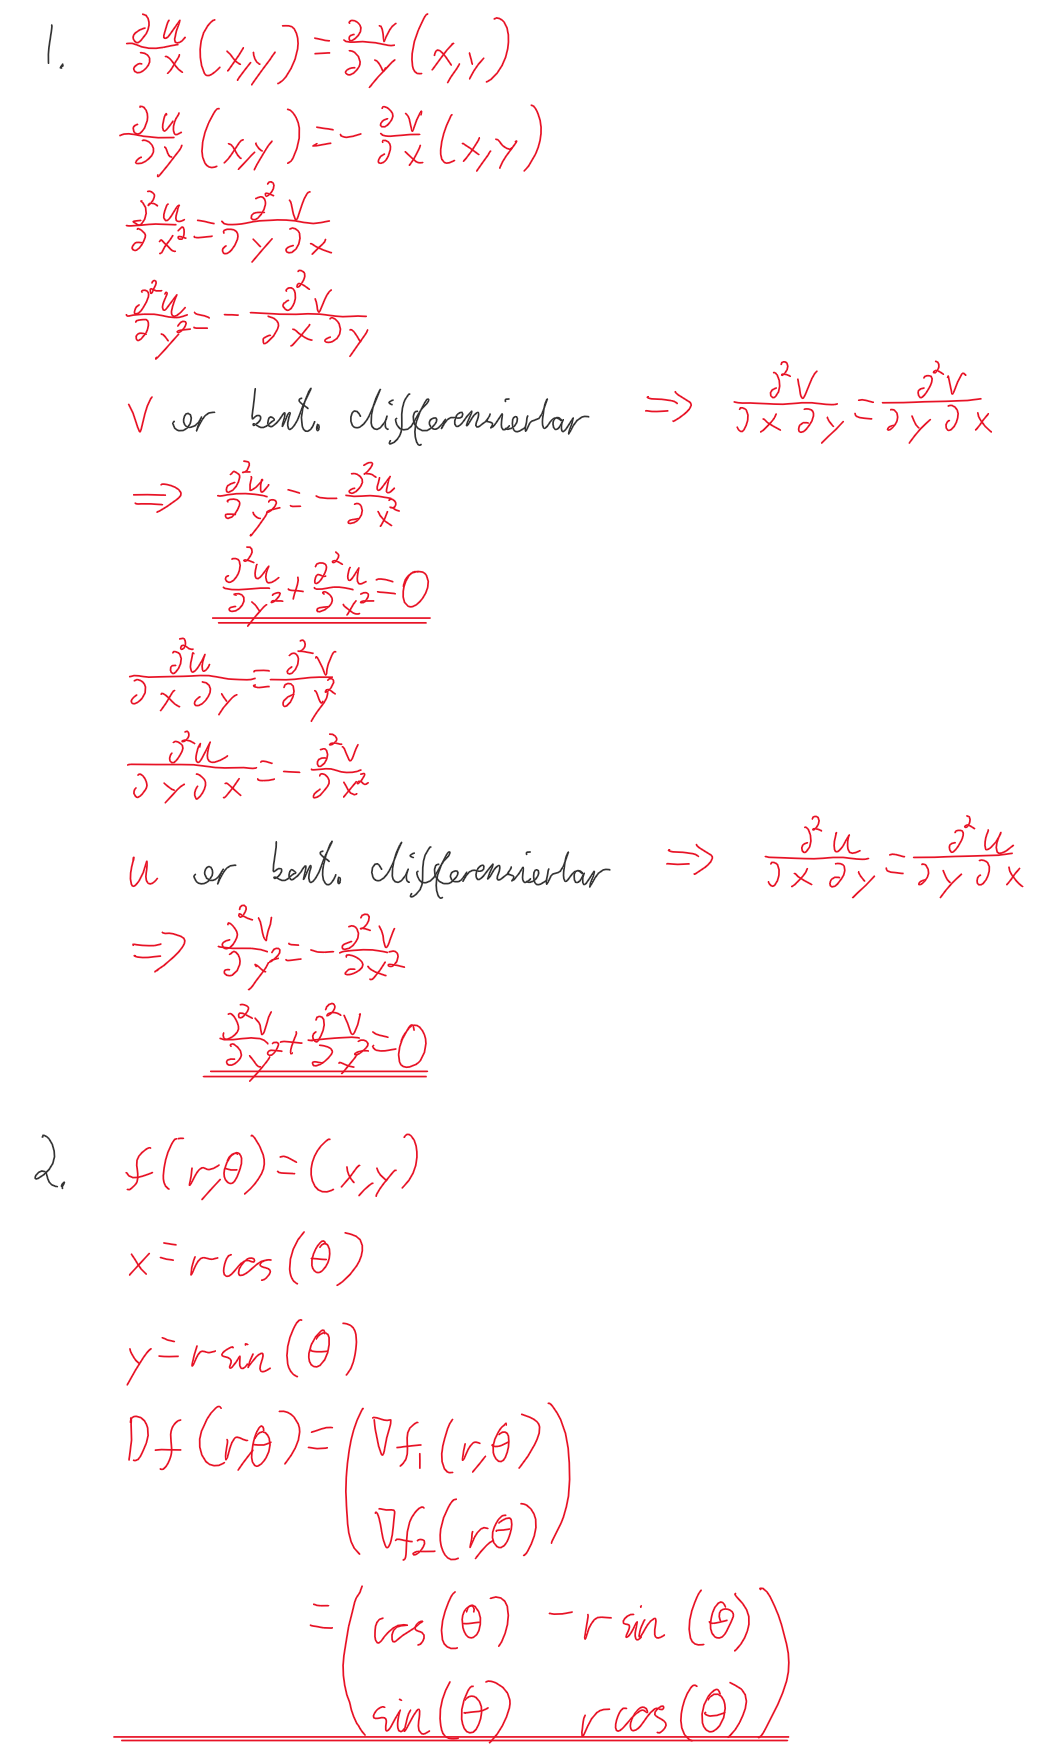 1. ∂u/∂x (x,y) = ∂v/∂y (x,y)
∂u/∂y (x,y) = - ∂v/∂x (x,y)
∂²u/∂x² = ∂²v/∂y∂x
∂²u/∂y² = - ∂²v/∂x∂y
v er kont. differensierbar ⇒ ∂²v/∂x∂y = ∂²v/∂y∂x
⇒ ∂²u/∂y² = - ∂²u/∂x²
∂²u/∂y² + ∂²u/∂x² = 0
∂²u/∂x∂y = ∂²v/∂y²
∂²u/∂y∂x = - ∂²v/∂x²
u er kont. differensierbar ⇒ ∂²u/∂x∂y = ∂²u/∂y∂x
⇒ ∂²v/∂y² = - ∂²v/∂x²
∂²v/∂y² + ∂²v/∂x² = 0
2. f(r,θ) = (x,y)
x = r cos(θ)
y = r sin(θ)
Df(r,θ) = (∇f₁(r,θ)
∇f₂(r,θ))
= (cos(θ) -r sin(θ)
sin(θ) r cos(θ))